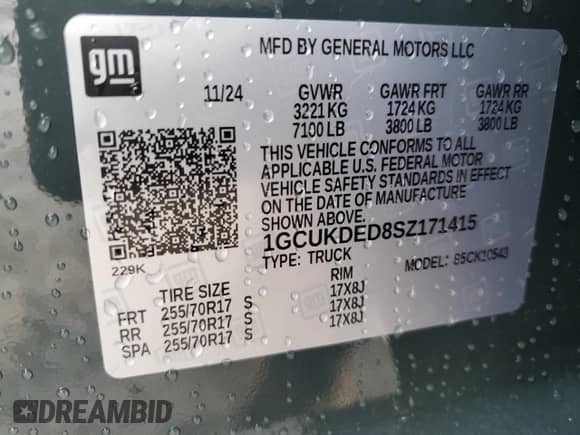 gm
MFD BY GENERAL MOTORS LLC
11/24 GVWR GAWR FRT GAWR RR
3221 KG 1724 KG 1724 KG
7100 LB 3800 LB 3800 LB
THIS VEHICLE CONFORMS TO ALL
APPLICABLE U.S. FEDERAL MOTOR
VEHICLE SAFETY STANDARDS IN EFFECT
ON THE DATE OF MANUFACTURE
SHOWN ABOVE.
1GCUKDED8SZ171415
229K TYPE: TRUCK MODEL:
TIRE SIZE RIM
FRT 255/70R17 S 17X8J
RR 255/70R17 S 17X8J
SPA 255/70R17 S 17X8J
DREAMBID